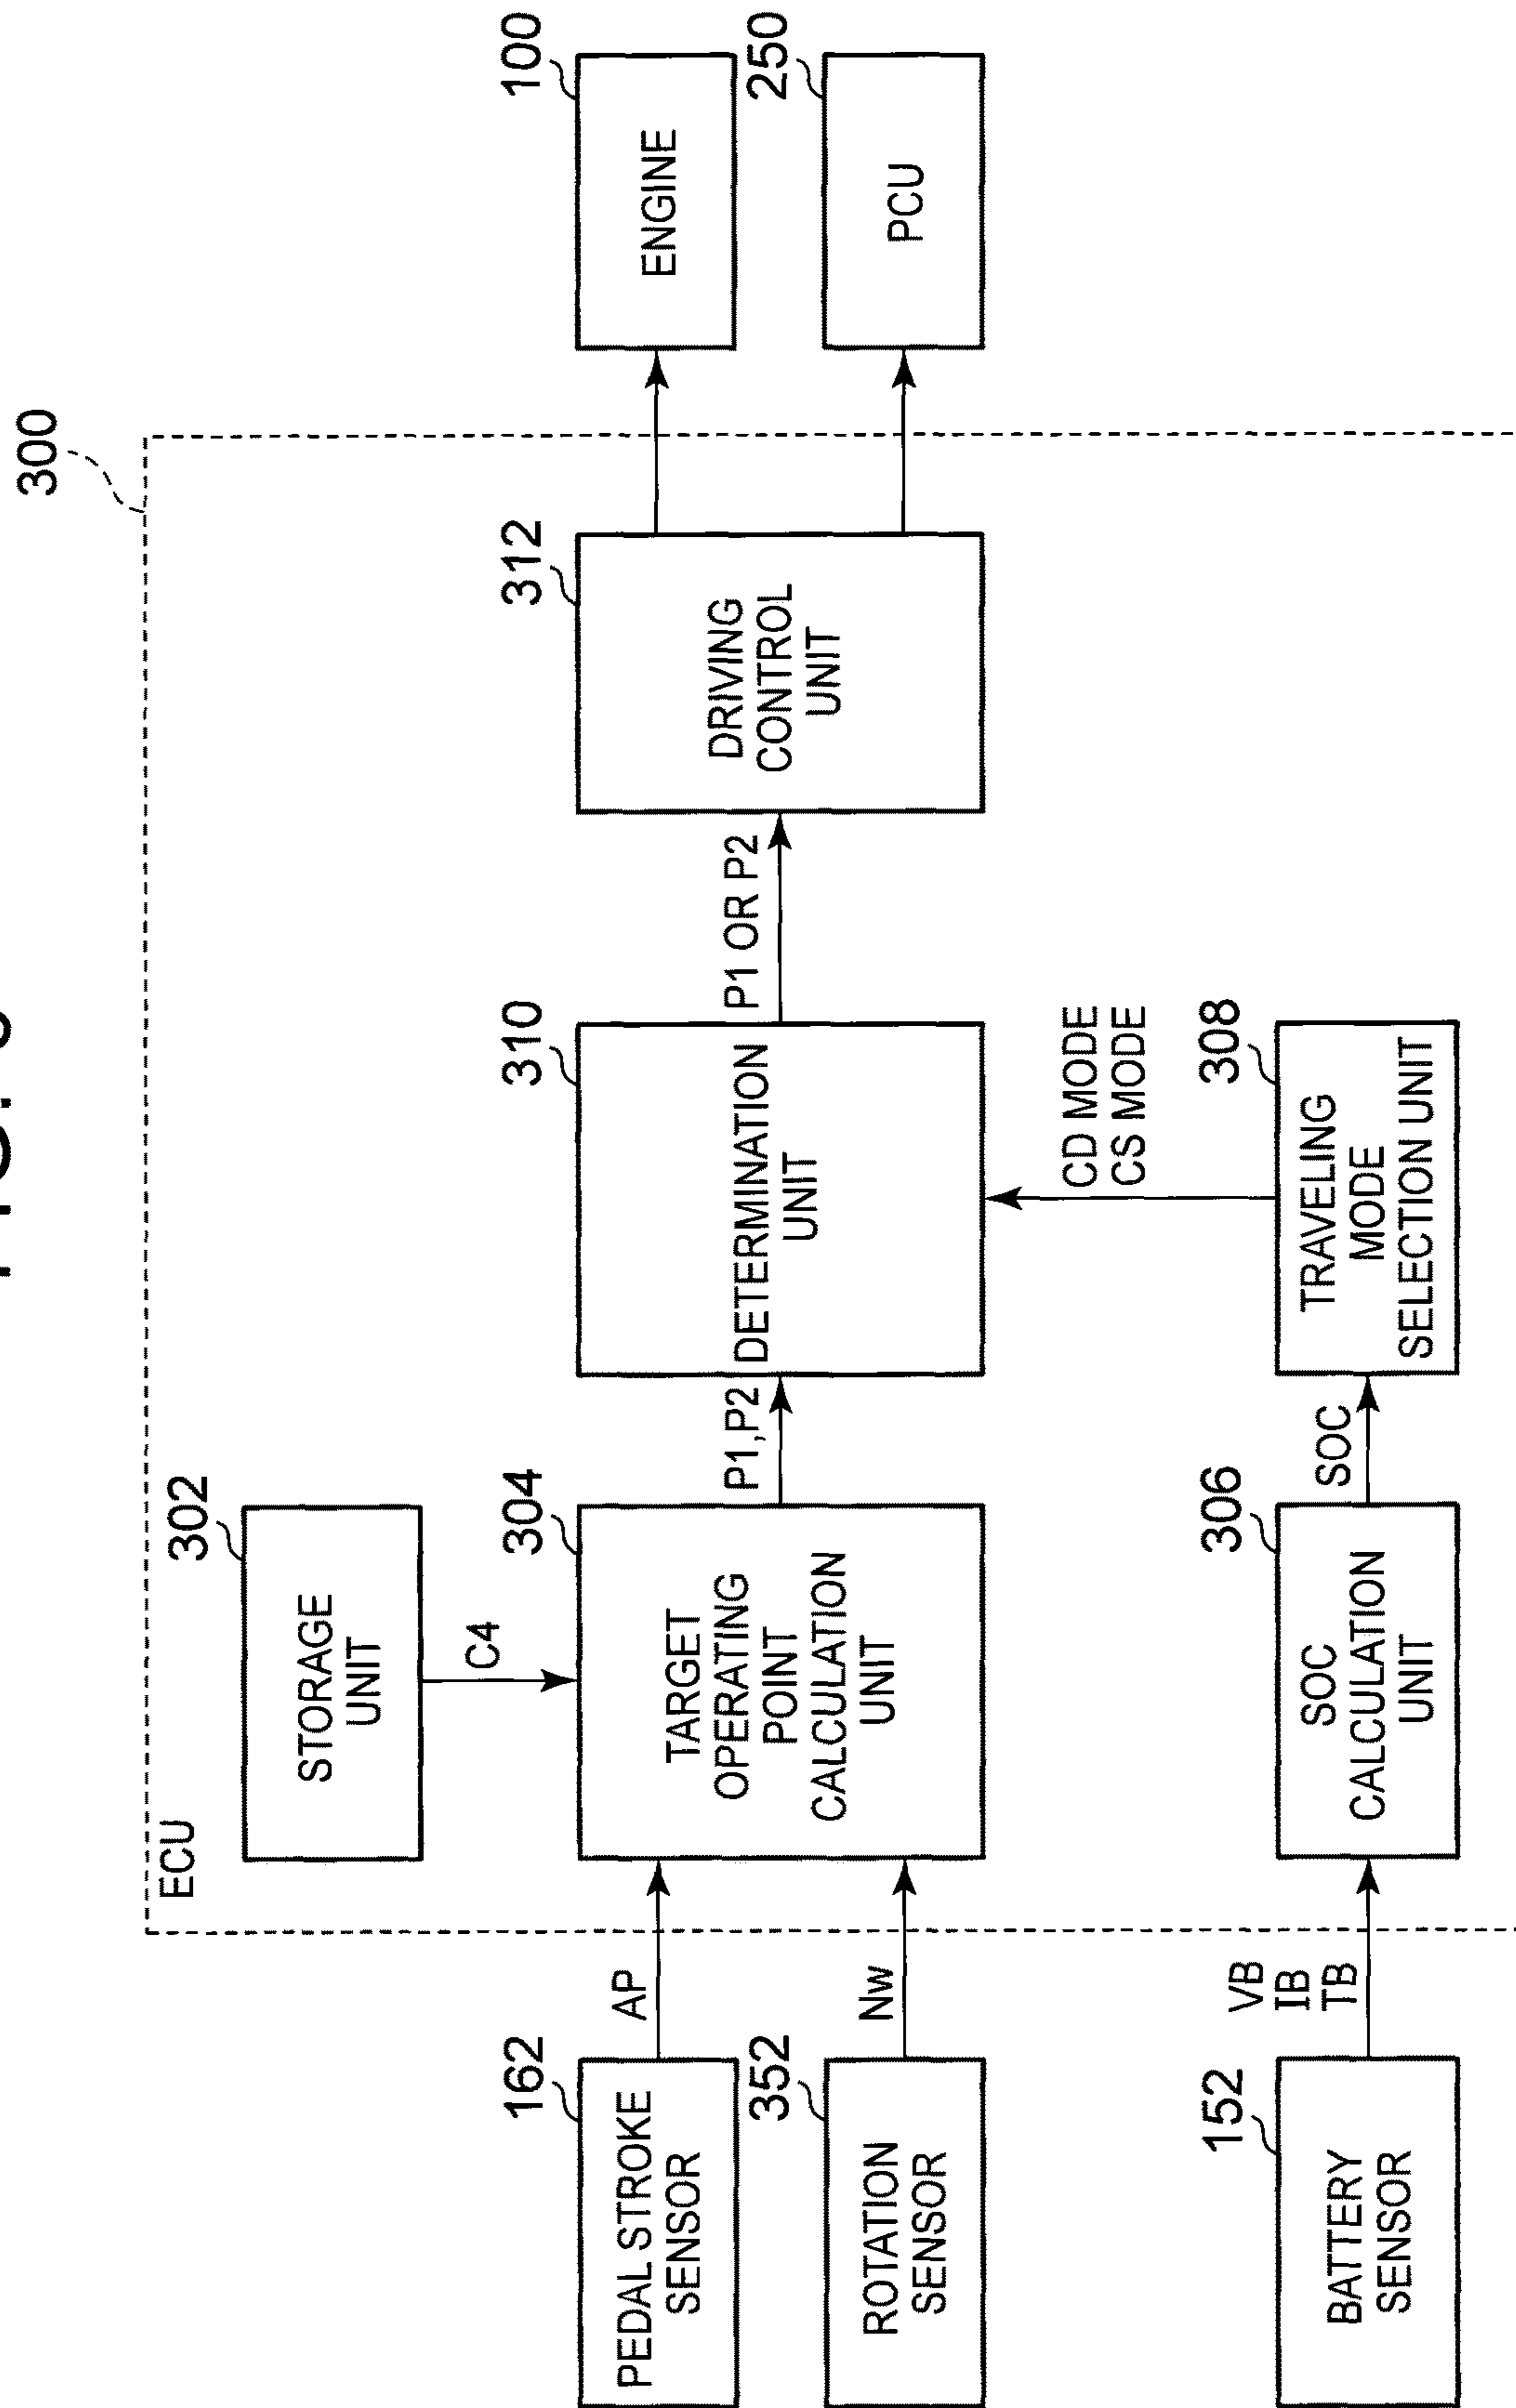 300
ECU
302
STORAGE
UNIT
C4
162
PEDAL STROKE
SENSOR
AP
352
ROTATION
SENSOR
Nw
304
TARGET
OPERATING
POINT
CALCULATION
UNIT
P1,P2
310
DETERMINATION
UNIT
P1 OR P2
312
DRIVING
CONTROL
UNIT
100
ENGINE
250
PCU
CD MODE
CS MODE
152
BATTERY
SENSOR
VB
IB
TB
306
SOC
CALCULATION
UNIT
SOC
308
TRAVELING
MODE
SELECTION UNIT